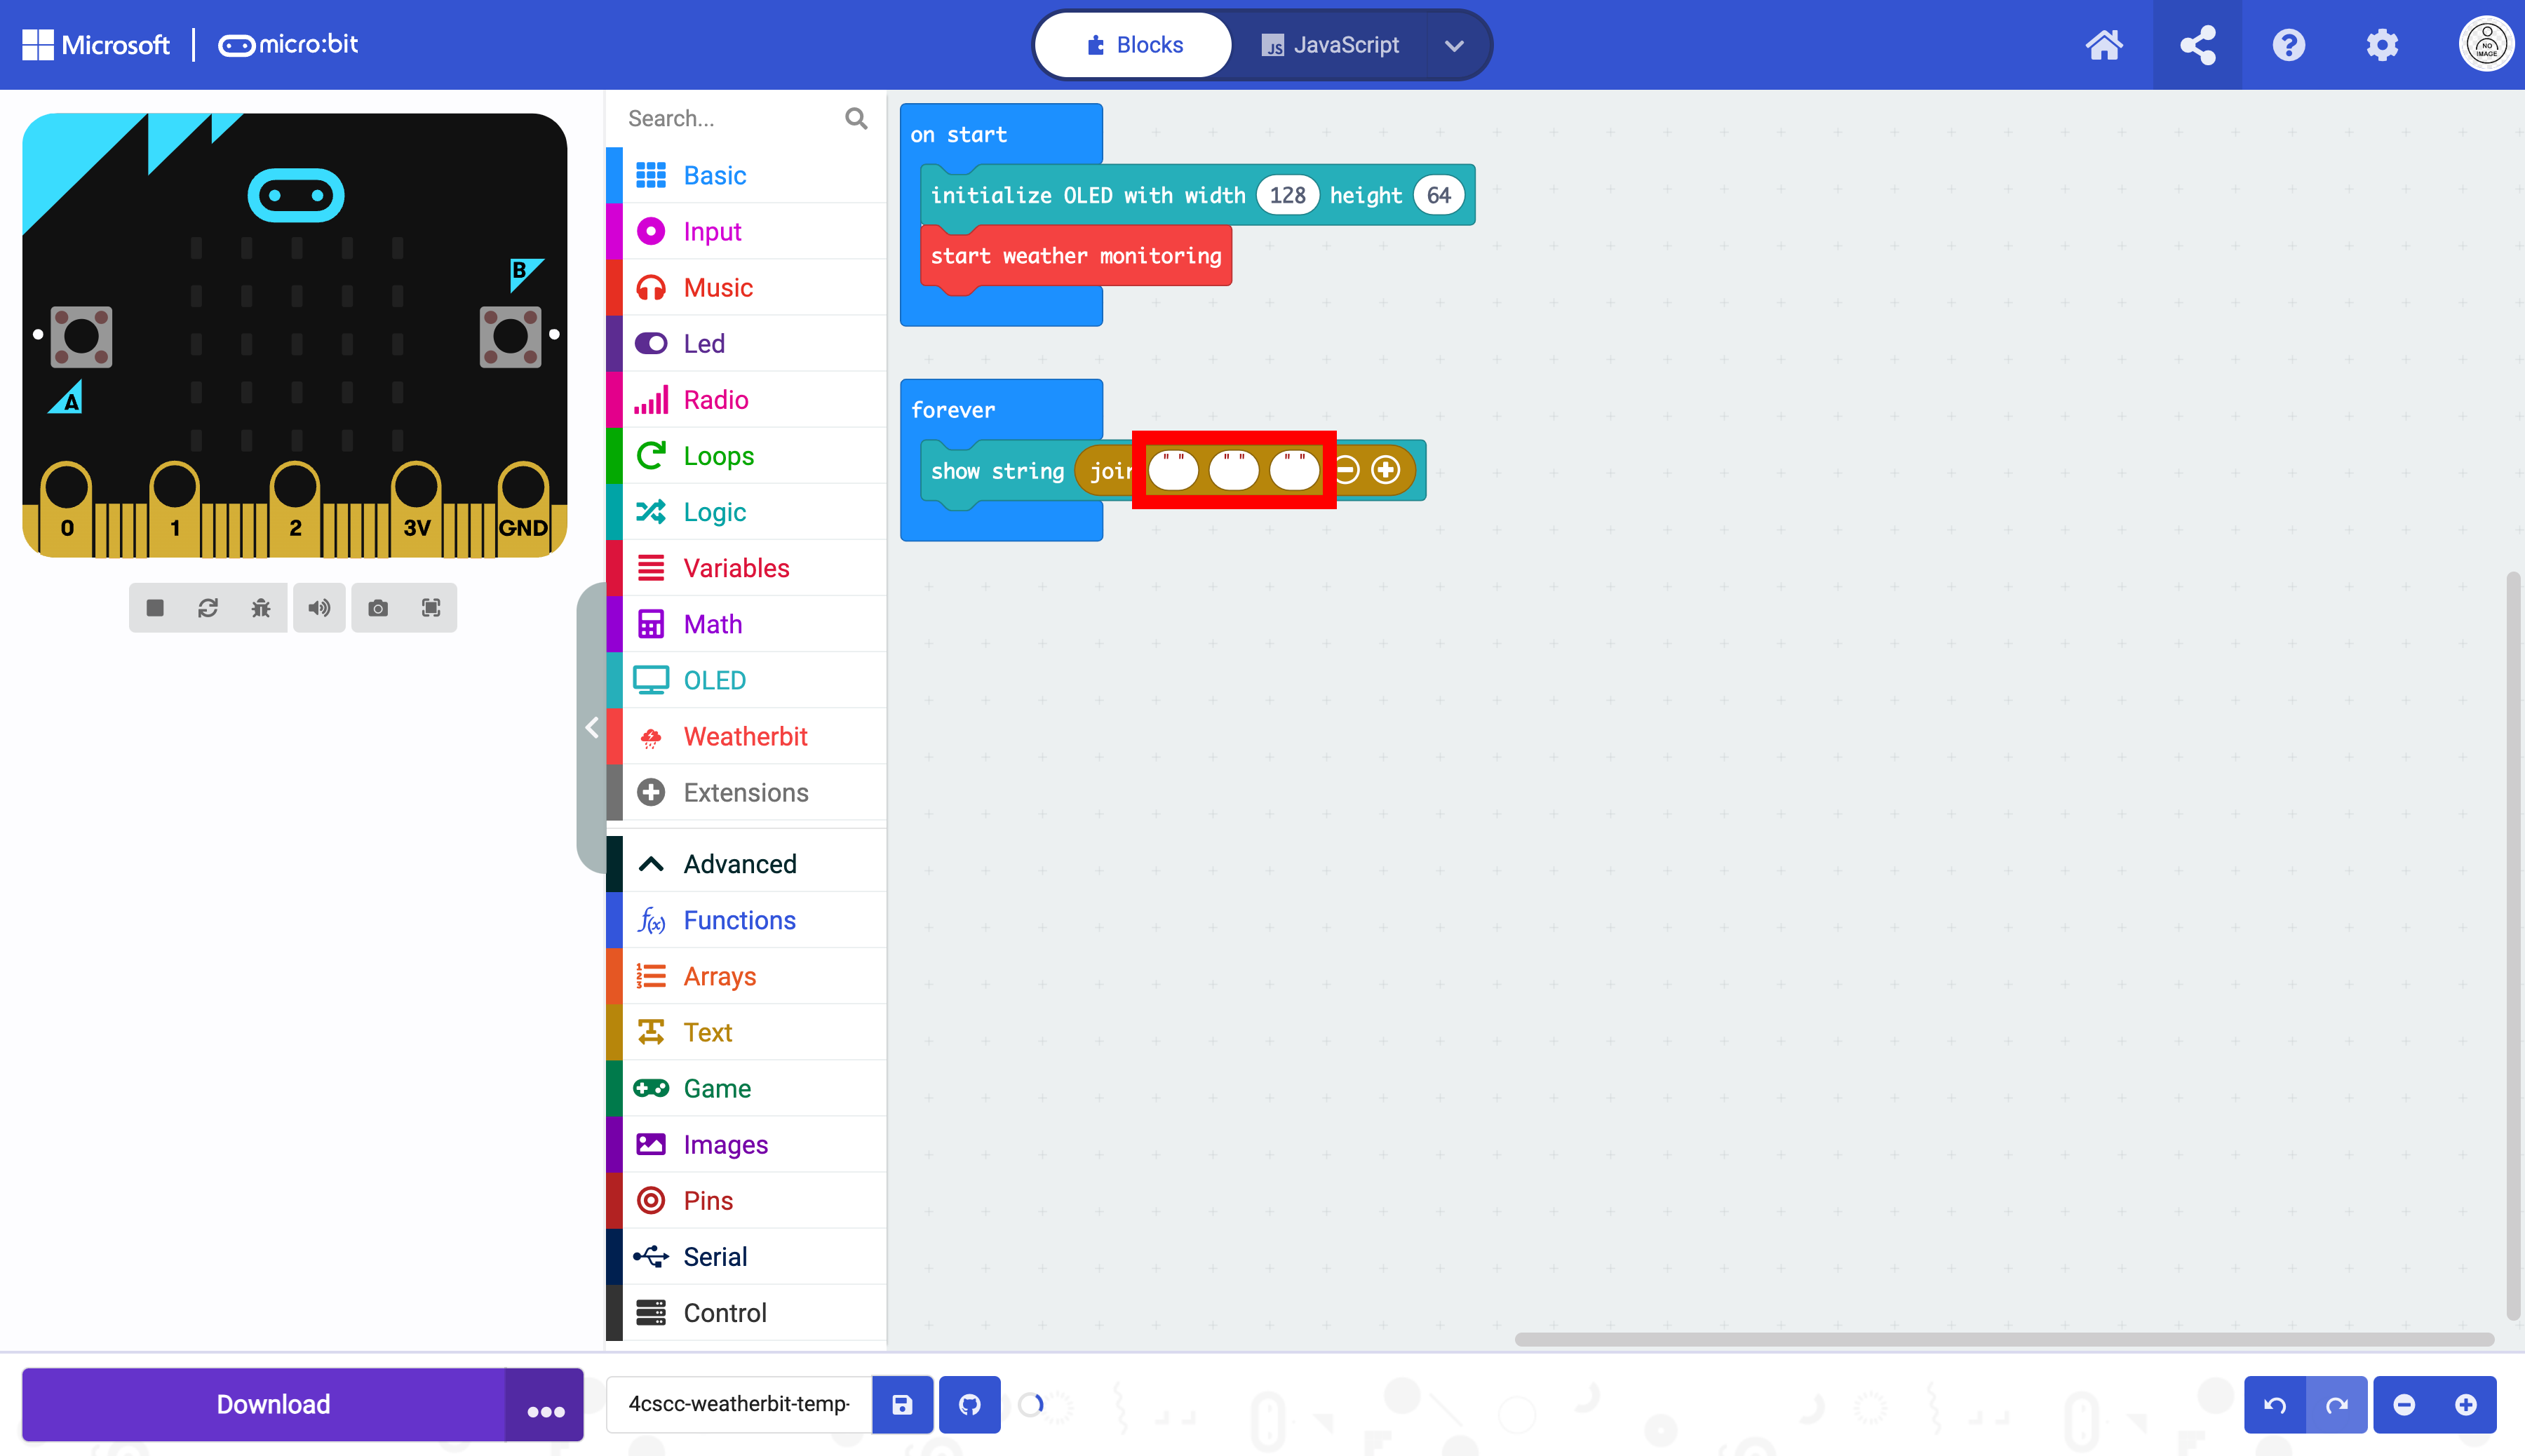 Microsoft | micro:bit
Blocks
JavaScript
NO
IMAGE
B
A
0 1 2 3V GND
Search...
Basic
Input
Music
Led
Radio
Loops
Logic
Variables
Math
OLED
Weatherbit
Extensions
Advanced
Functions
Arrays
Text
Game
Images
Pins
Serial
Control
on start
initialize OLED with width 128 height 64
start weather monitoring
forever
show string join " " " " " "
Download
4cscc-weatherbit-temp-